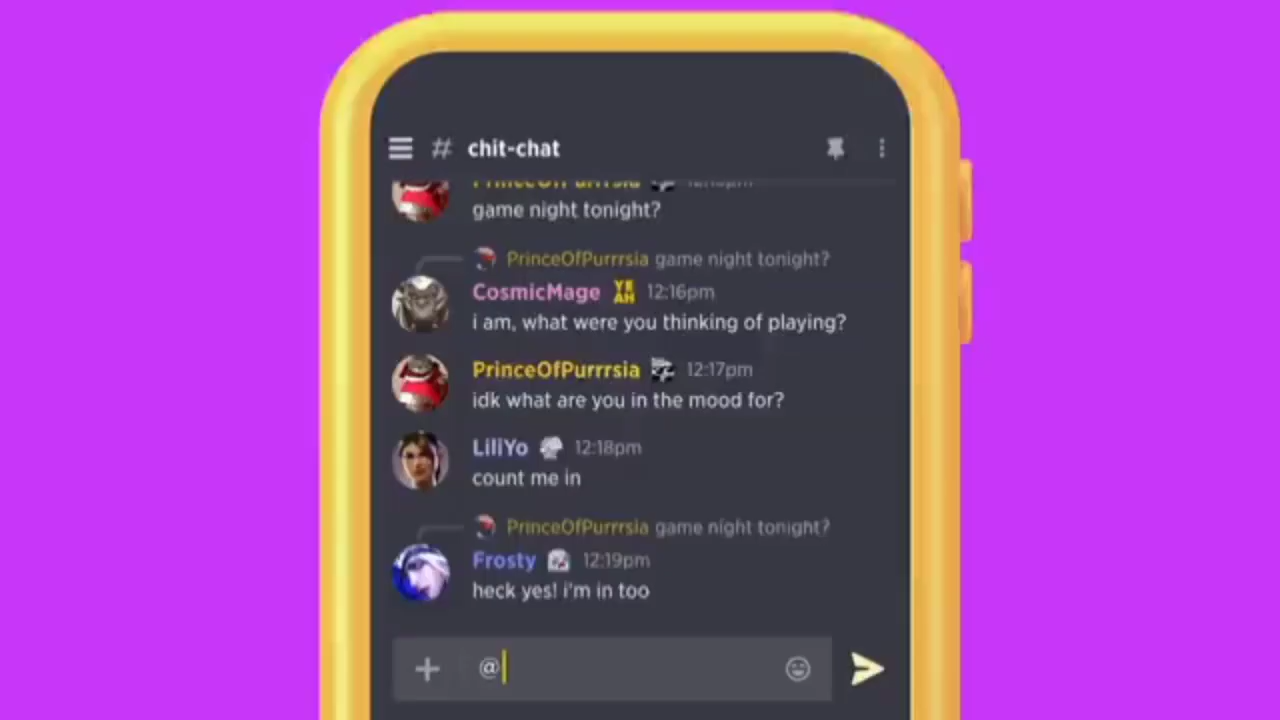 # chit-chat
PrinceOfPurrrsia
game night tonight?
PrinceOfPurrrsia game night tonight?
CosmicMage YEAH 12:16pm
i am, what were you thinking of playing?
PrinceOfPurrrsia 12:17pm
idk what are you in the mood for?
LiliYo 12:18pm
count me in
PrinceOfPurrrsia game night tonight?
Frosty 12:19pm
heck yes! i'm in too
@